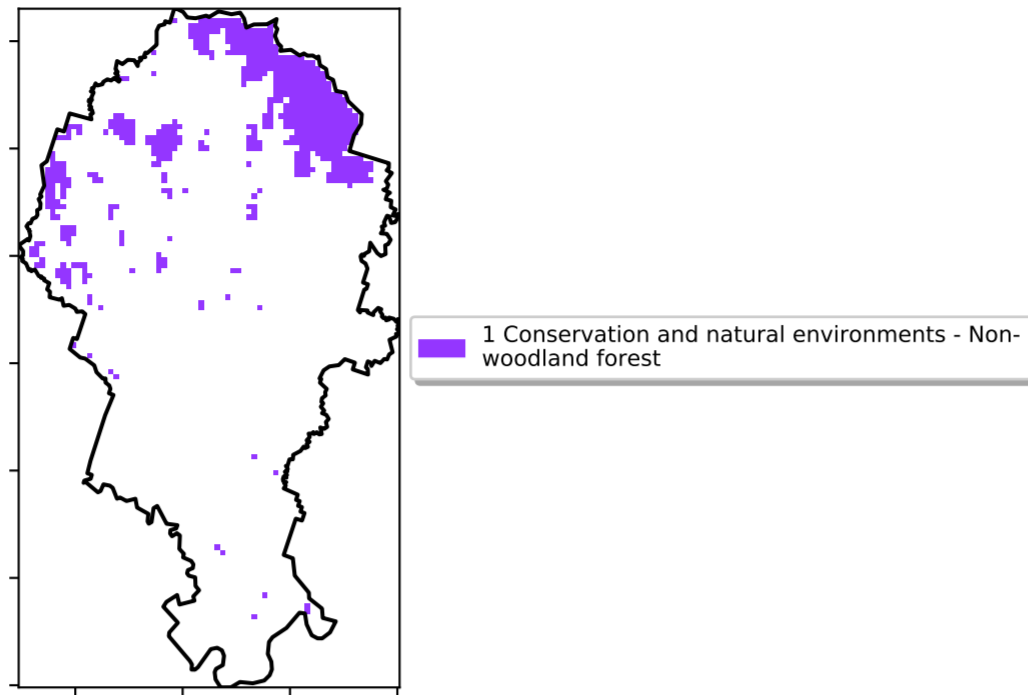 1 Conservation and natural environments - Non-
woodland forest